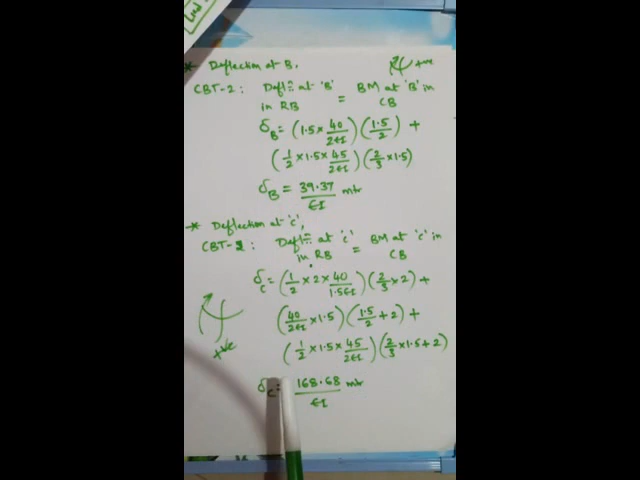 * Deflection at B,
+ve
CBT-2: Defl:: at 'B' in RB = BM at 'B' in CB
δB = (1.5 × 40/2EI) (1.5/2) +
(1/2 × 1.5 × 45/2EI) (2/3 × 1.5)
δB = 39.37/EI mtr
* Deflection at 'c',
CBT-2: Defl:: at 'c' in RB = BM at 'c' in CB
δc = (1/2 × 2 × 40/1.5EI) (2/3 × 2) +
(40/2EI × 1.5) (1.5/2 + 2) +
(1/2 × 1.5 × 45/2EI) (2/3 × 1.5 + 2)
+ve
δc = 168.68/EI mtr